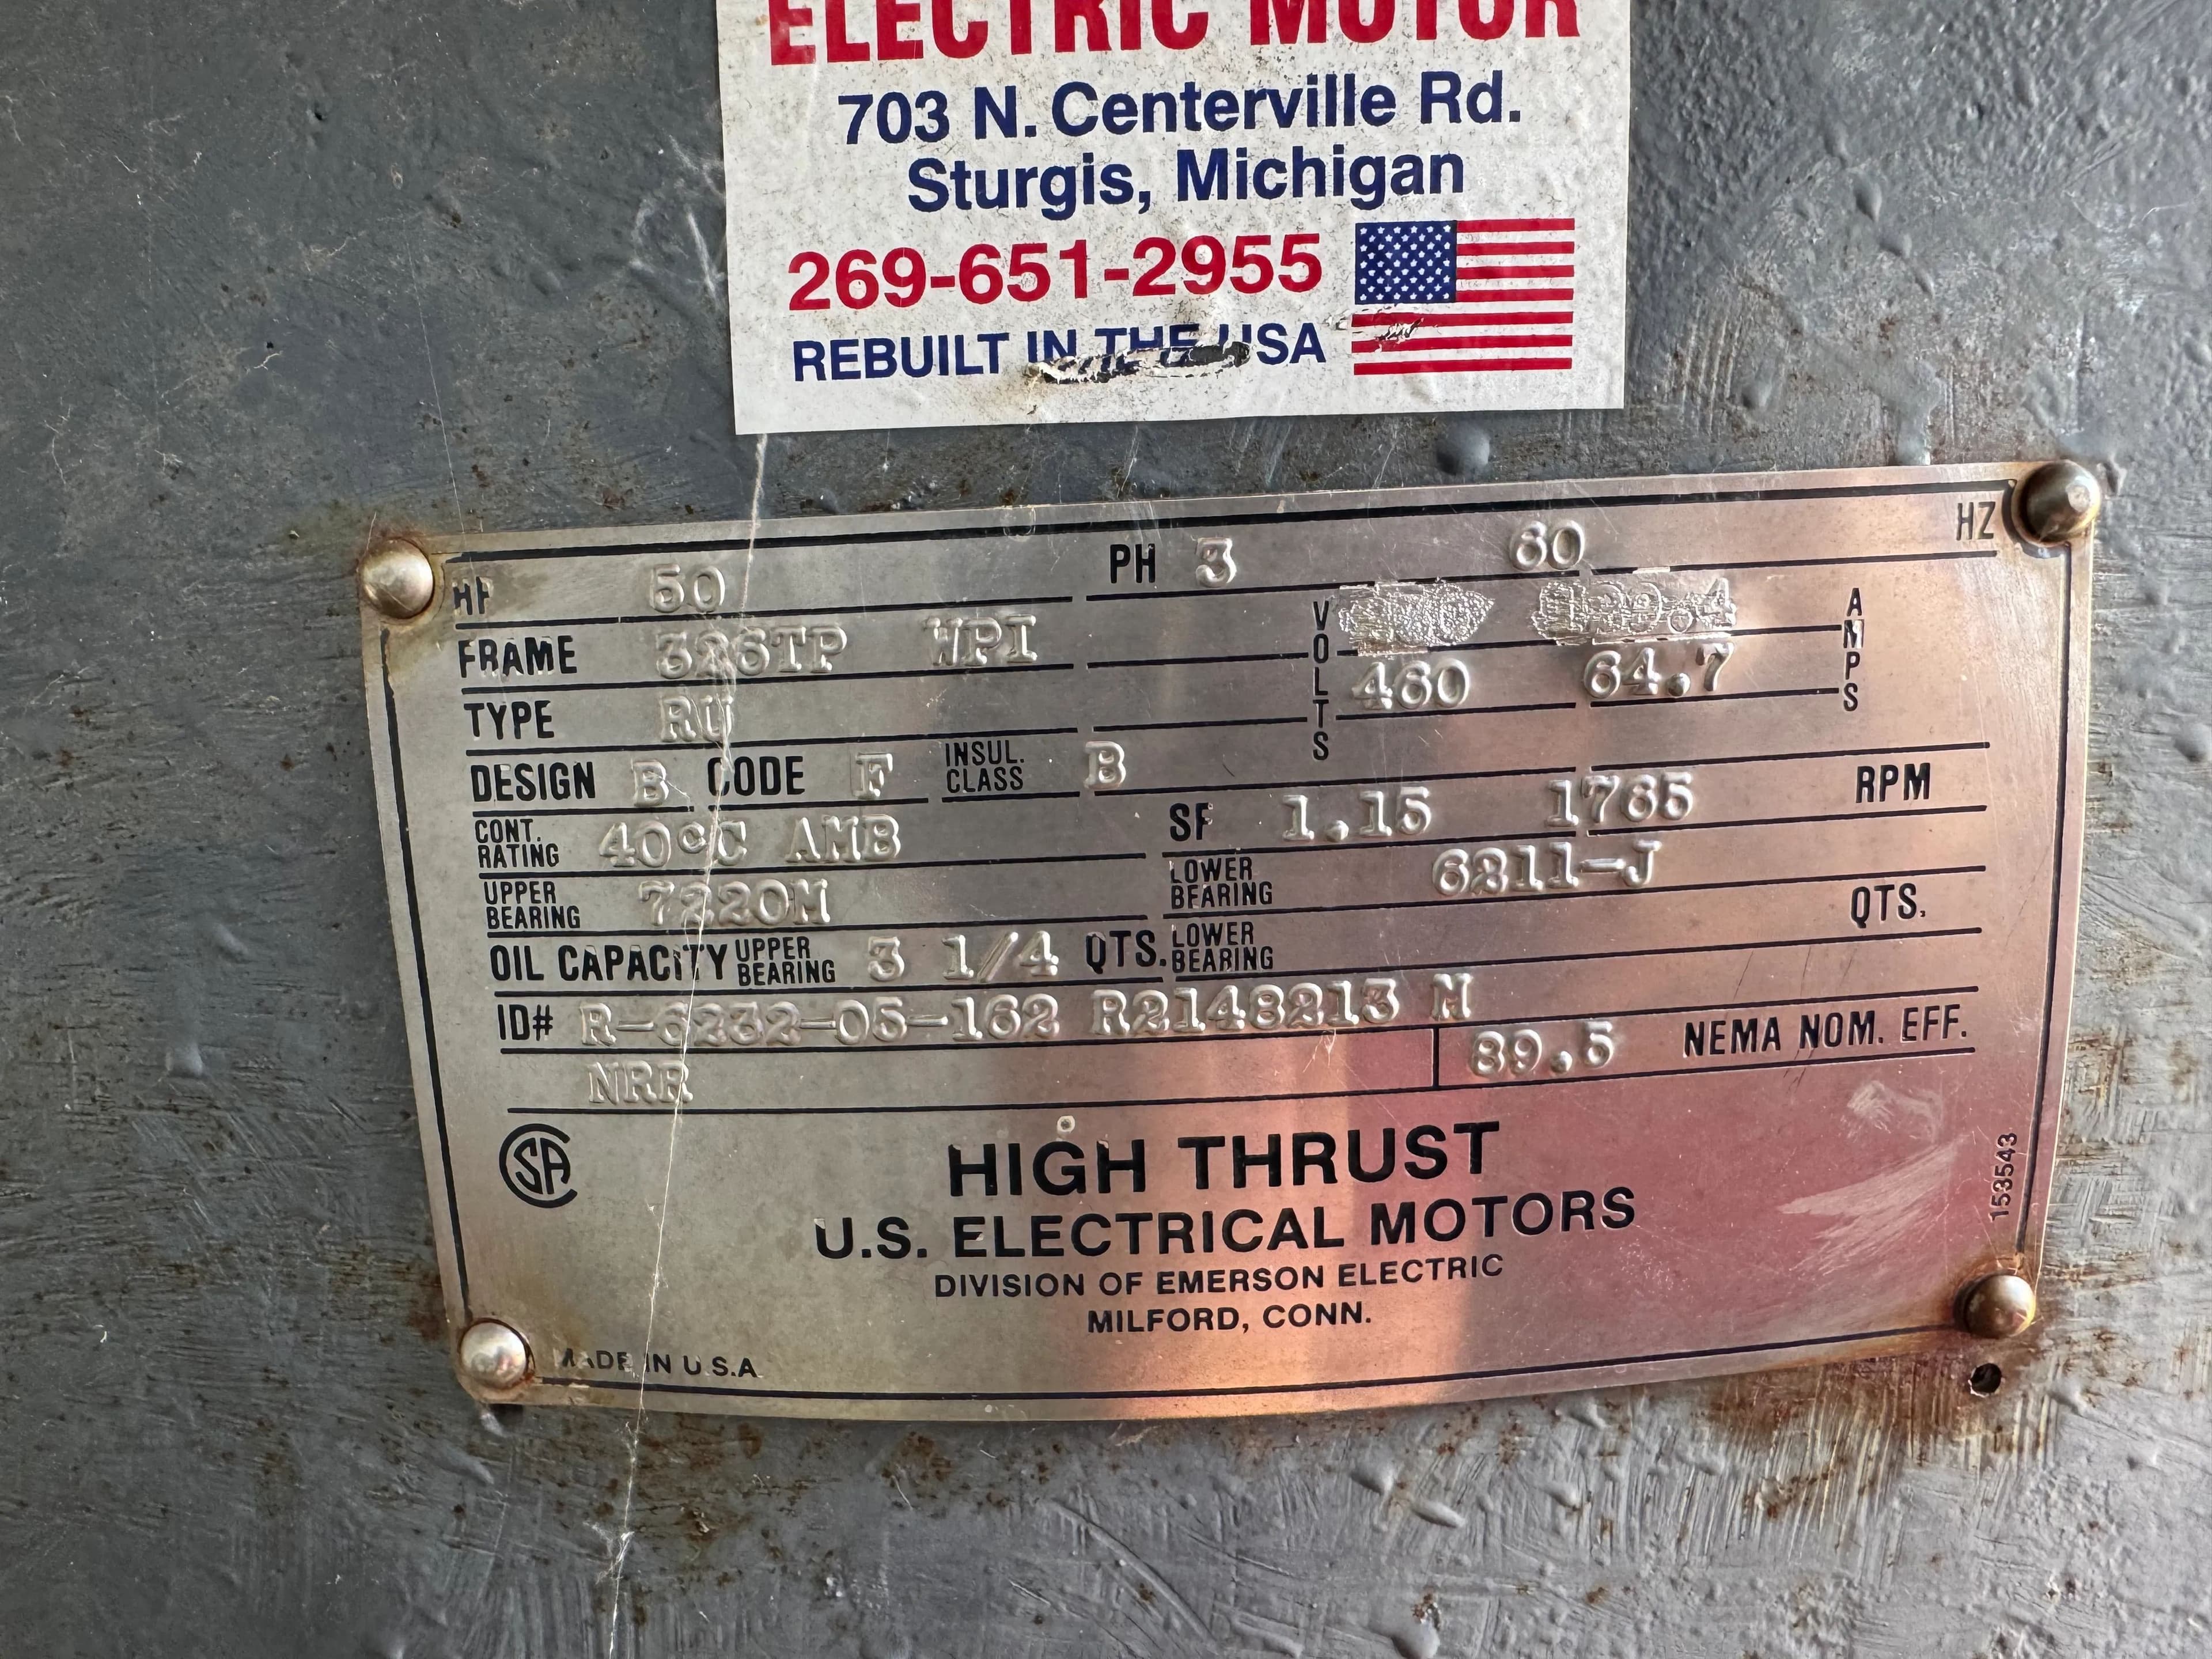 ELECTRIC MOTOR
703 N. Centerville Rd.
Sturgis, Michigan
269-651-2955
REBUILT IN THE USA
HP 50 PH 3 60 HZ
FRAME 326TP WPI
VOLTS 460 64.7 AMPS
TYPE RU
DESIGN B CODE F INSUL. CLASS B
CONT. RATING 40°C AMB SF 1.15 1765 RPM
UPPER BEARING 7220M LOWER BEARING 6211-J
OIL CAPACITY UPPER BEARING 3 1/4 QTS. LOWER BEARING QTS.
ID# R-6232-05-162 R2148213 M
NRR 89.5 NEMA NOM. EFF.
SA
HIGH THRUST
U.S. ELECTRICAL MOTORS
DIVISION OF EMERSON ELECTRIC
MILFORD, CONN.
MADE IN U.S.A
153543